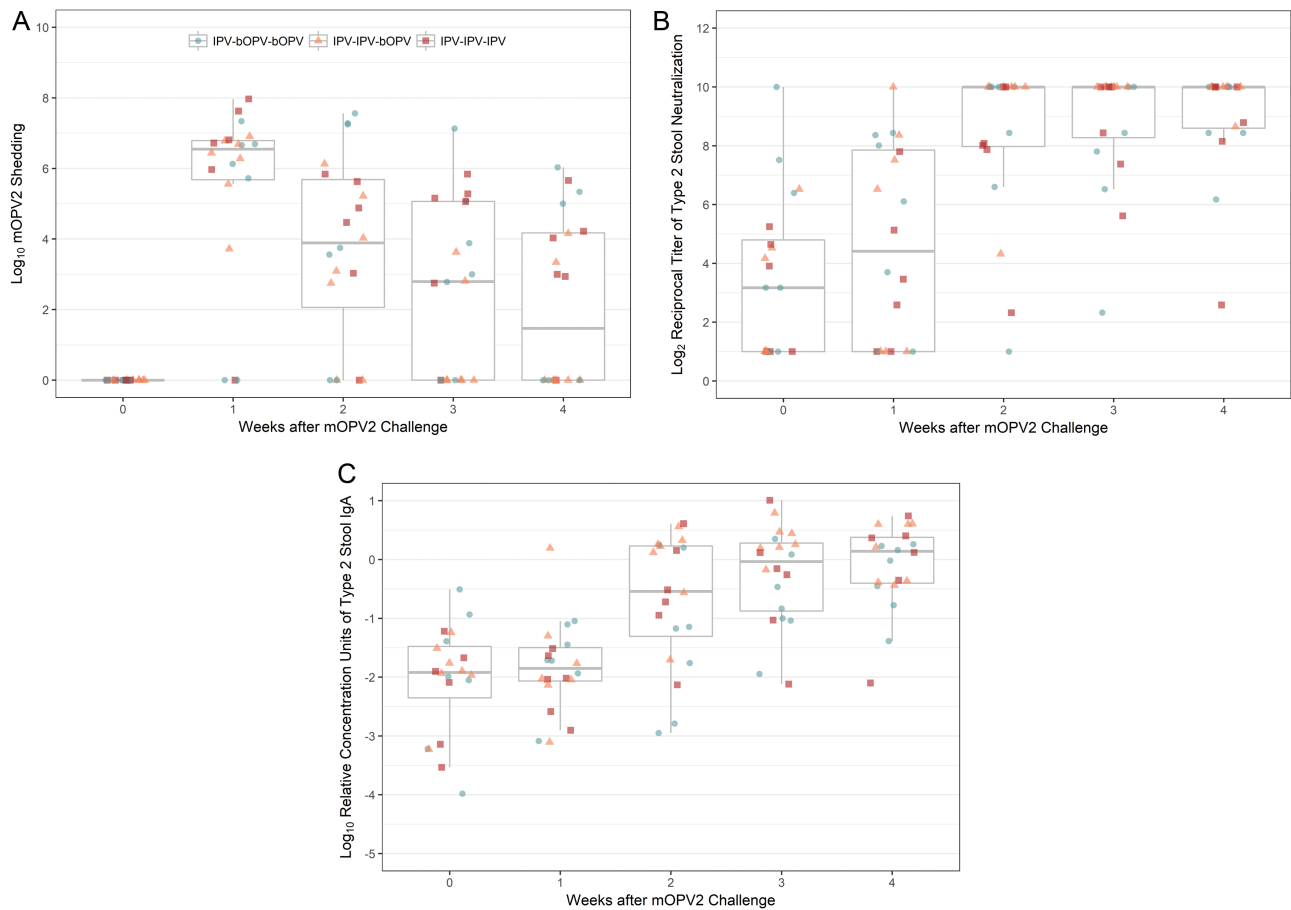 A
10
8
6
4
2
0
Log10 mOPV2 Shedding
IPV-bOPV-bOPV IPV-IPV-bOPV IPV-IPV-IPV
0 1 2 3 4
Weeks after mOPV2 Challenge
B
12
10
8
6
4
2
0
Log2 Reciprocal Titer of Type 2 Stool Neutralization
0 1 2 3 4
Weeks after mOPV2 Challenge
C
1
0
-1
-2
-3
-4
-5
Log10 Relative Concentration Units of Type 2 Stool IgA
0 1 2 3 4
Weeks after mOPV2 Challenge